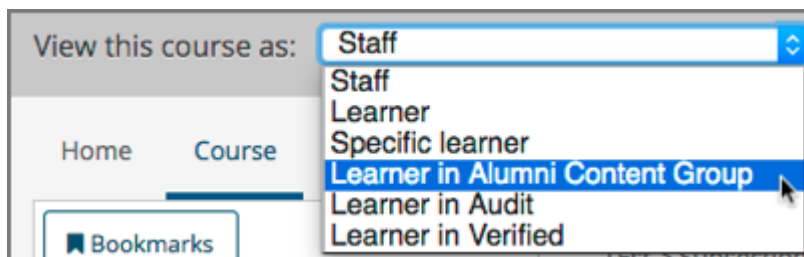 View this course as: Staff
Staff
Learner
Specific learner
Home Course
Learner in Alumni Content Group
Learner in Audit
Learner in Verified
Bookmarks